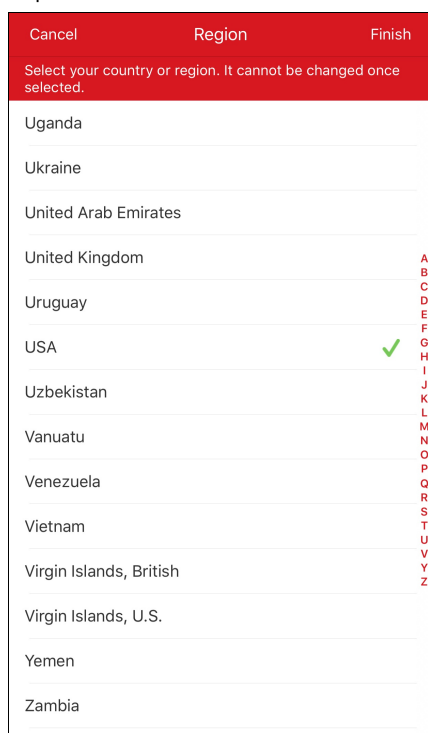 Cancel Region Finish
Select your country or region. It cannot be changed once
selected.
Uganda
Ukraine
United Arab Emirates
United Kingdom
Uruguay
USA
Uzbekistan
Vanuatu
Venezuela
Vietnam
Virgin Islands, British
Virgin Islands, U.S.
Yemen
Zambia
A
B
C
D
E
F
G
H
I
J
K
L
M
N
O
P
Q
R
S
T
U
V
Y
Z